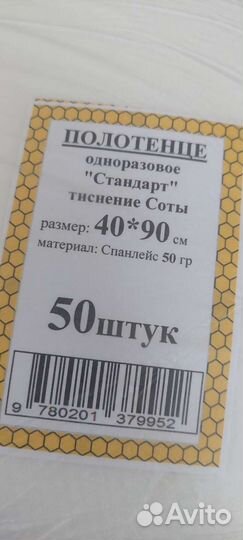 ПОЛОТЕНЦЕ
одноразовое
"Стандарт"
тиснение Соты
размер: 40*90 см
материал: Спанлейс 50 гр
50штук
9 780201 379952
Avito